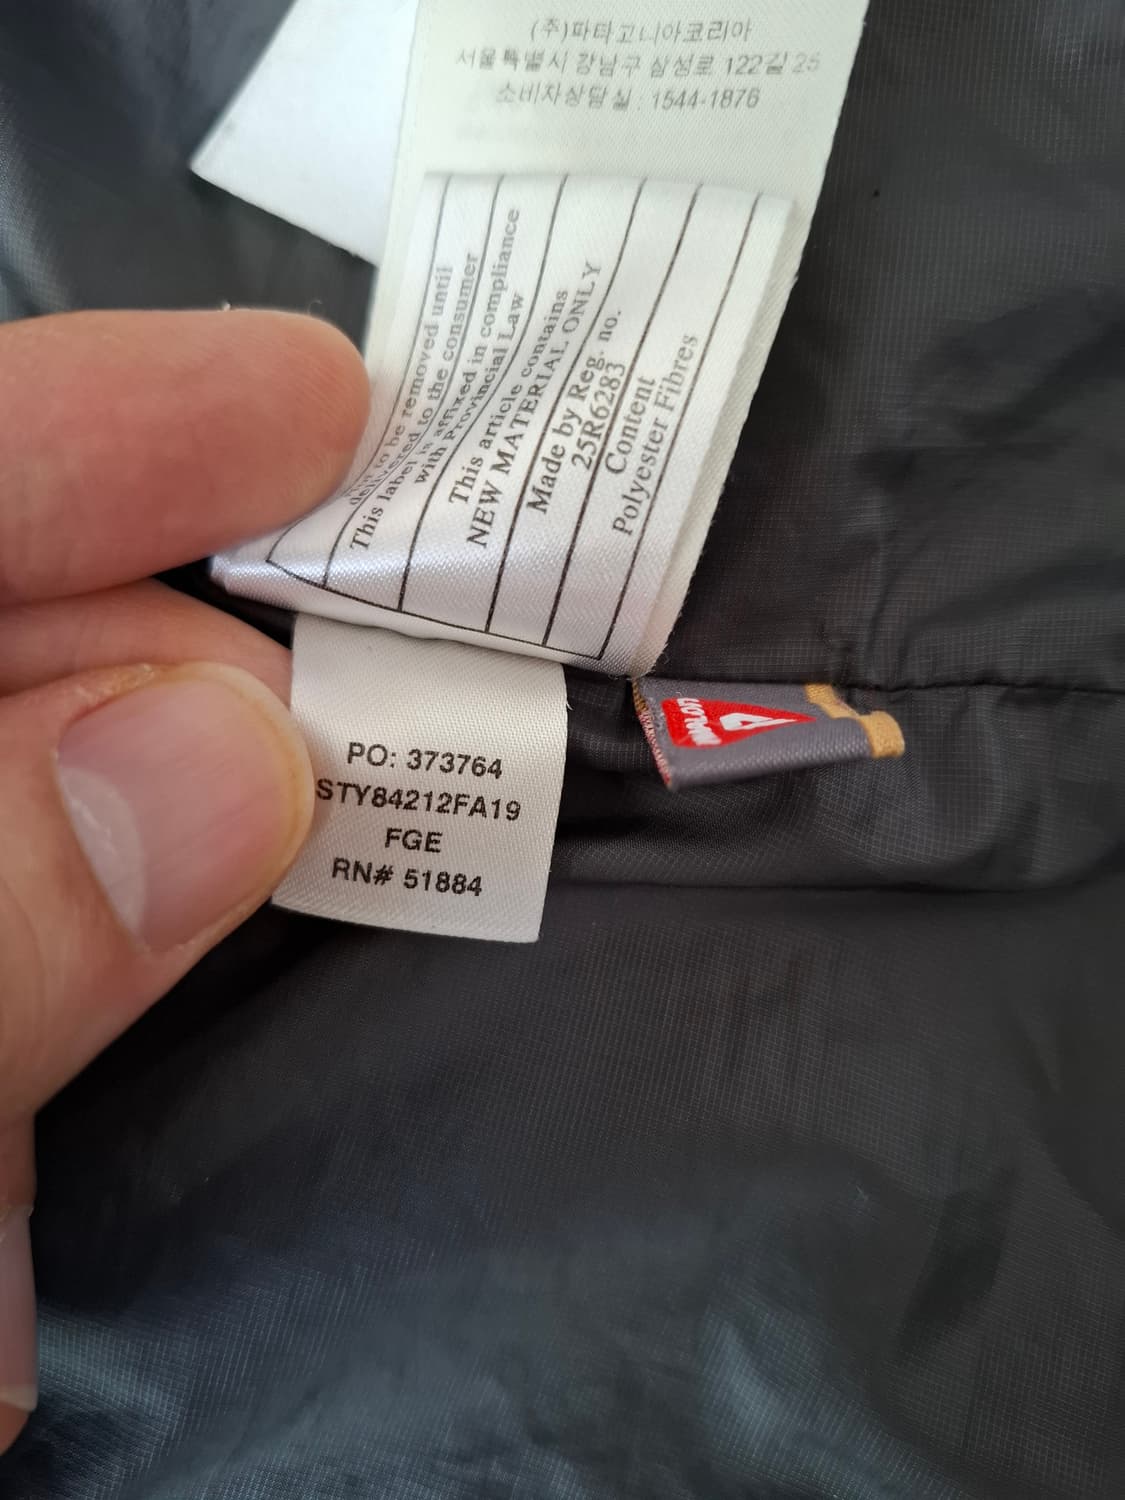 (주)파타고니아코리아
서울특별시 강남구 삼성로 122길 25
소비자상담실 : 1544-1876
to be removed until
delivered to the consumer
This label is affixed in compliance
with Provincial Law
This article contains
NEW MATERIAL ONLY
Made by Reg. no.
25R6283
Content
Polyester Fibres
PO: 373764
STY84212FA19
FGE
RN# 51884